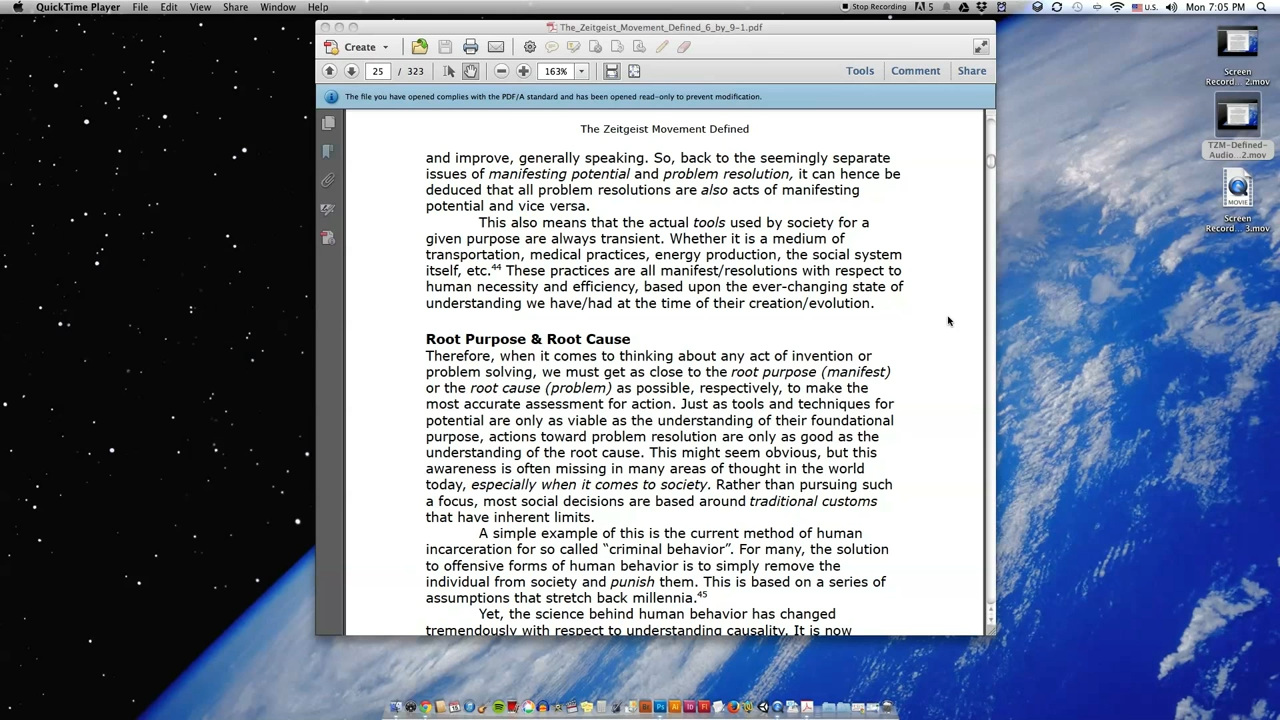 QuickTime Player File Edit View Share Window Help Stop Recording 5 U.S. Mon 7:05 PM
The_Zeitgeist_Movement_Defined_6_by_9-1.pdf
Create
25 / 323 163% Tools Comment Share
The file you have opened complies with the PDF/A standard and has been opened read-only to prevent modification.
The Zeitgeist Movement Defined
and improve, generally speaking. So, back to the seemingly separate
issues of manifesting potential and problem resolution, it can hence be
deduced that all problem resolutions are also acts of manifesting
potential and vice versa.
This also means that the actual tools used by society for a
given purpose are always transient. Whether it is a medium of
transportation, medical practices, energy production, the social system
itself, etc.44 These practices are all manifest/resolutions with respect to
human necessity and efficiency, based upon the ever-changing state of
understanding we have/had at the time of their creation/evolution.
Root Purpose & Root Cause
Therefore, when it comes to thinking about any act of invention or
problem solving, we must get as close to the root purpose (manifest)
or the root cause (problem) as possible, respectively, to make the
most accurate assessment for action. Just as tools and techniques for
potential are only as viable as the understanding of their foundational
purpose, actions toward problem resolution are only as good as the
understanding of the root cause. This might seem obvious, but this
awareness is often missing in many areas of thought in the world
today, especially when it comes to society. Rather than pursuing such
a focus, most social decisions are based around traditional customs
that have inherent limits.
A simple example of this is the current method of human
incarceration for so called “criminal behavior”. For many, the solution
to offensive forms of human behavior is to simply remove the
individual from society and punish them. This is based on a series of
assumptions that stretch back millennia.45
Yet, the science behind human behavior has changed
tremendously with respect to understanding causality. It is now
Screen
Record... 2.mov
TZM-Defined-
Audio...2.mov
MOVIE
Screen
Record... 3.mov